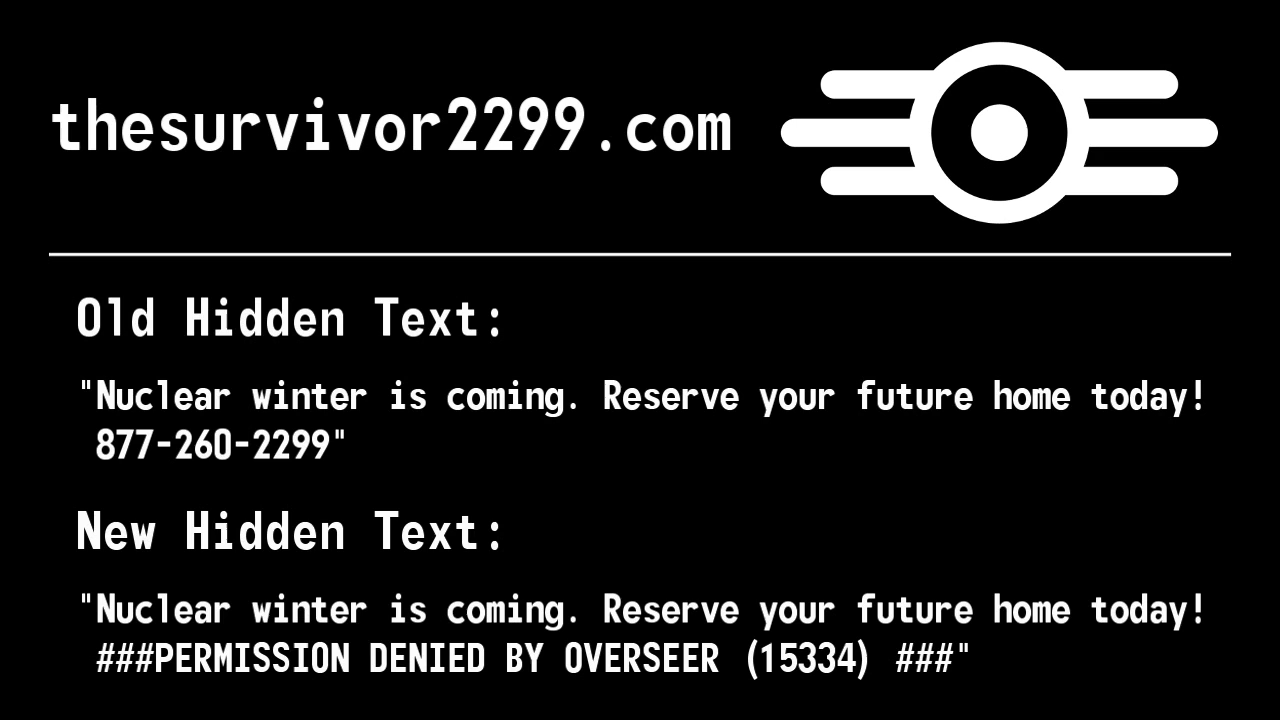 thesurvivor2299.com
Old Hidden Text:
"Nuclear winter is coming. Reserve your future home today!
877-260-2299"
New Hidden Text:
"Nuclear winter is coming. Reserve your future home today!
###PERMISSION DENIED BY OVERSEER (15334) ###"